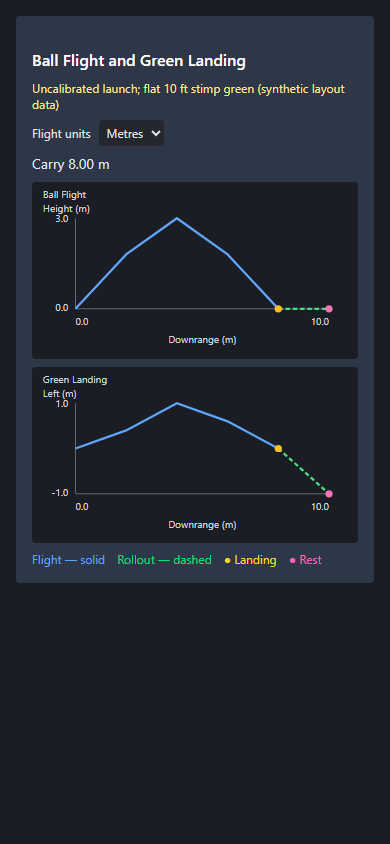 Ball Flight and Green Landing
Uncalibrated launch; flat 10 ft stimp green (synthetic layout
data)
Flight units Metres
Carry 8.00 m
Ball Flight
Height (m)
3.0
0.0
0.0 10.0
Downrange (m)
Green Landing
Left (m)
1.0
-1.0
0.0 10.0
Downrange (m)
Flight — solid Rollout — dashed ● Landing ● Rest